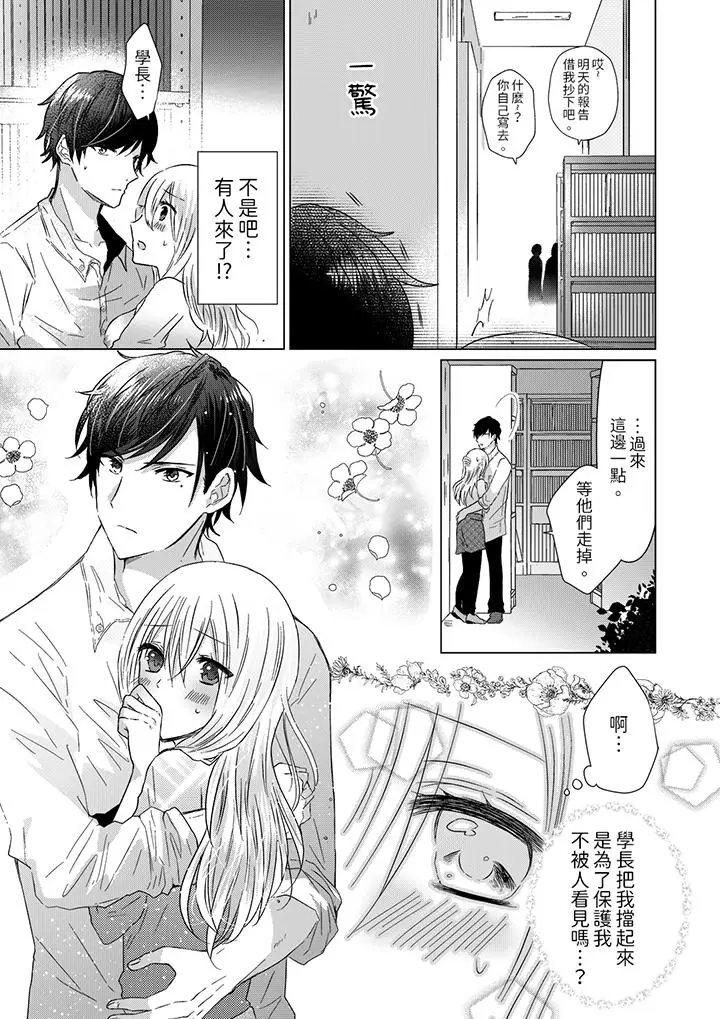 哎~
明天的報告
借我抄下吧。
什麼~?
你自己寫去。
一驚
學長…
不是吧…
有人來了!?
…過來
這邊一點。
等他們走掉。
啊…
學長把我擋起來
是為了保護我
不被人看見嗎…?